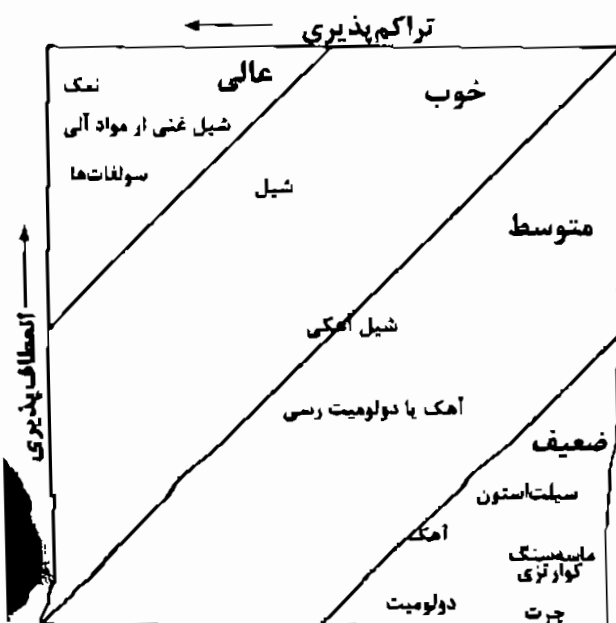 تراکم‌پذیری
عالی
خوب
نمک
شیل غنی از مواد آلی
سولفات‌ها
شیل
متوسط
انعطاف‌پذیری
شیل آهکی
آهک یا دولومیت رسی
ضعیف
سیلت‌استون
آهک
ماسه‌سنگ
کوارتزی
دولومیت
چرت